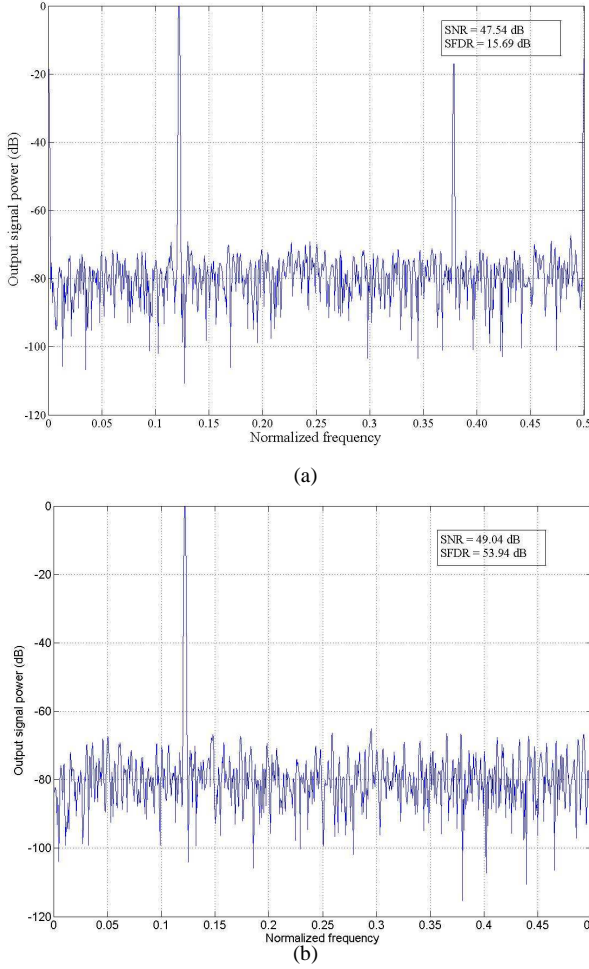 0
-20
-40
-60
-80
-100
-120
Output signal power (dB)
SNR = 47.54 dB
SFDR = 15.69 dB
0 0.05 0.1 0.15 0.20 0.25 0.30 0.35 0.40 0.45 0.5
Normalized frequency
(a)
0
-20
-40
-60
-80
-100
-120
Output signal power (dB)
SNR = 49.04 dB
SFDR = 53.94 dB
0 0.05 0.1 0.15 0.2 0.25 0.3 0.35 0.4 0.45
Normalized frequency
(b)